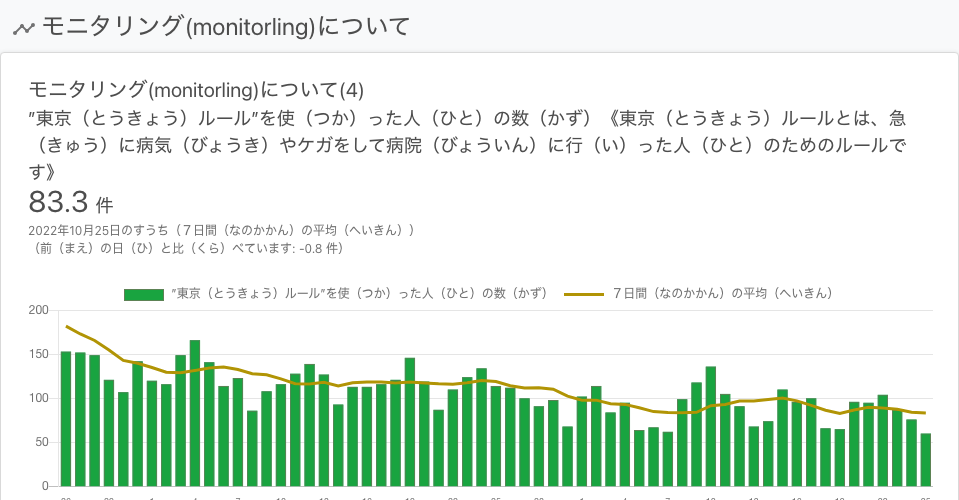 モニタリング(monitorling)について
モニタリング(monitorling)について(4)
”東京（とうきょう）ルール”を使（つか）った人（ひと）の数（かず）《東京（とうきょう）ルールとは、急
（きゅう）に病気（びょうき）やケガをして病院（びょういん）に行（い）った人（ひと）のためのルールで
す》
83.3 件
2022年10月25日のすうち（７日間（なのかかん）の平均（へいきん））
（前（まえ）の日（ひ）と比（くら）べています: -0.8 件）
”東京（とうきょう）ルール”を使（つか）った人（ひと）の数（かず） ７日間（なのかかん）の平均（へいきん）
200
150
100
50
0